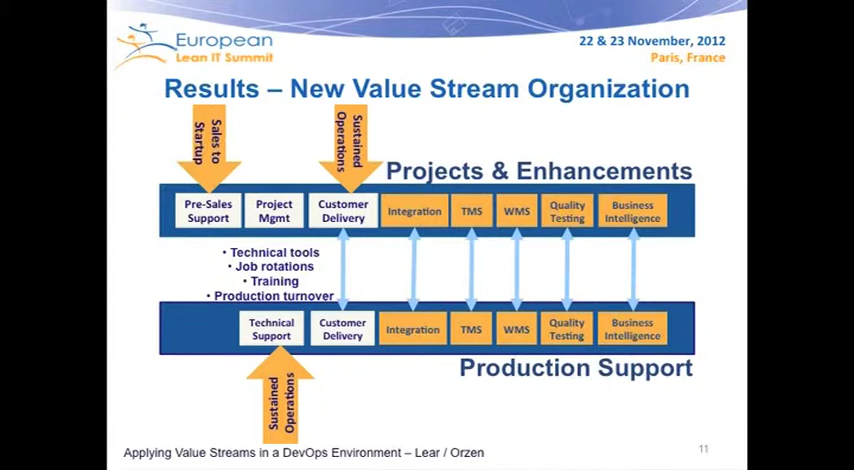 European
Lean IT Summit
22 & 23 November, 2012
Paris, France
Results – New Value Stream Organization
Sales to
Startup
Sustained
Operations
Projects & Enhancements
Pre-Sales
Support
Project
Mgmt
Customer
Delivery
Integration
TMS
WMS
Quality
Testing
Business
Intelligence
• Technical tools
• Job rotations
• Training
• Production turnover
Technical
Support
Customer
Delivery
Integration
TMS
WMS
Quality
Testing
Business
Intelligence
Production Support
Sustained
Operations
Applying Value Streams in a DevOps Environment – Lear / Orzen
11